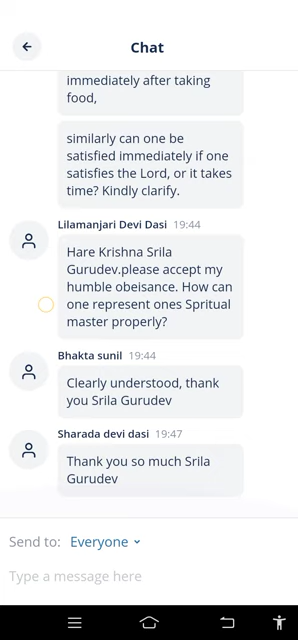 Chat
immediately after taking
food,
similarly can one be
satisfied immediately if one
satisfies the Lord, or it takes
time? Kindly clarify.
Lilamanjari Devi Dasi 19:44
Hare Krishna Srila
Gurudev.please accept my
humble obeisance. How can
one represent ones Spritual
master properly?
Bhakta sunil 19:44
Clearly understood, thank
you Srila Gurudev
Sharada devi dasi 19:47
Thank you so much Srila
Gurudev
Send to: Everyone
Type a message here